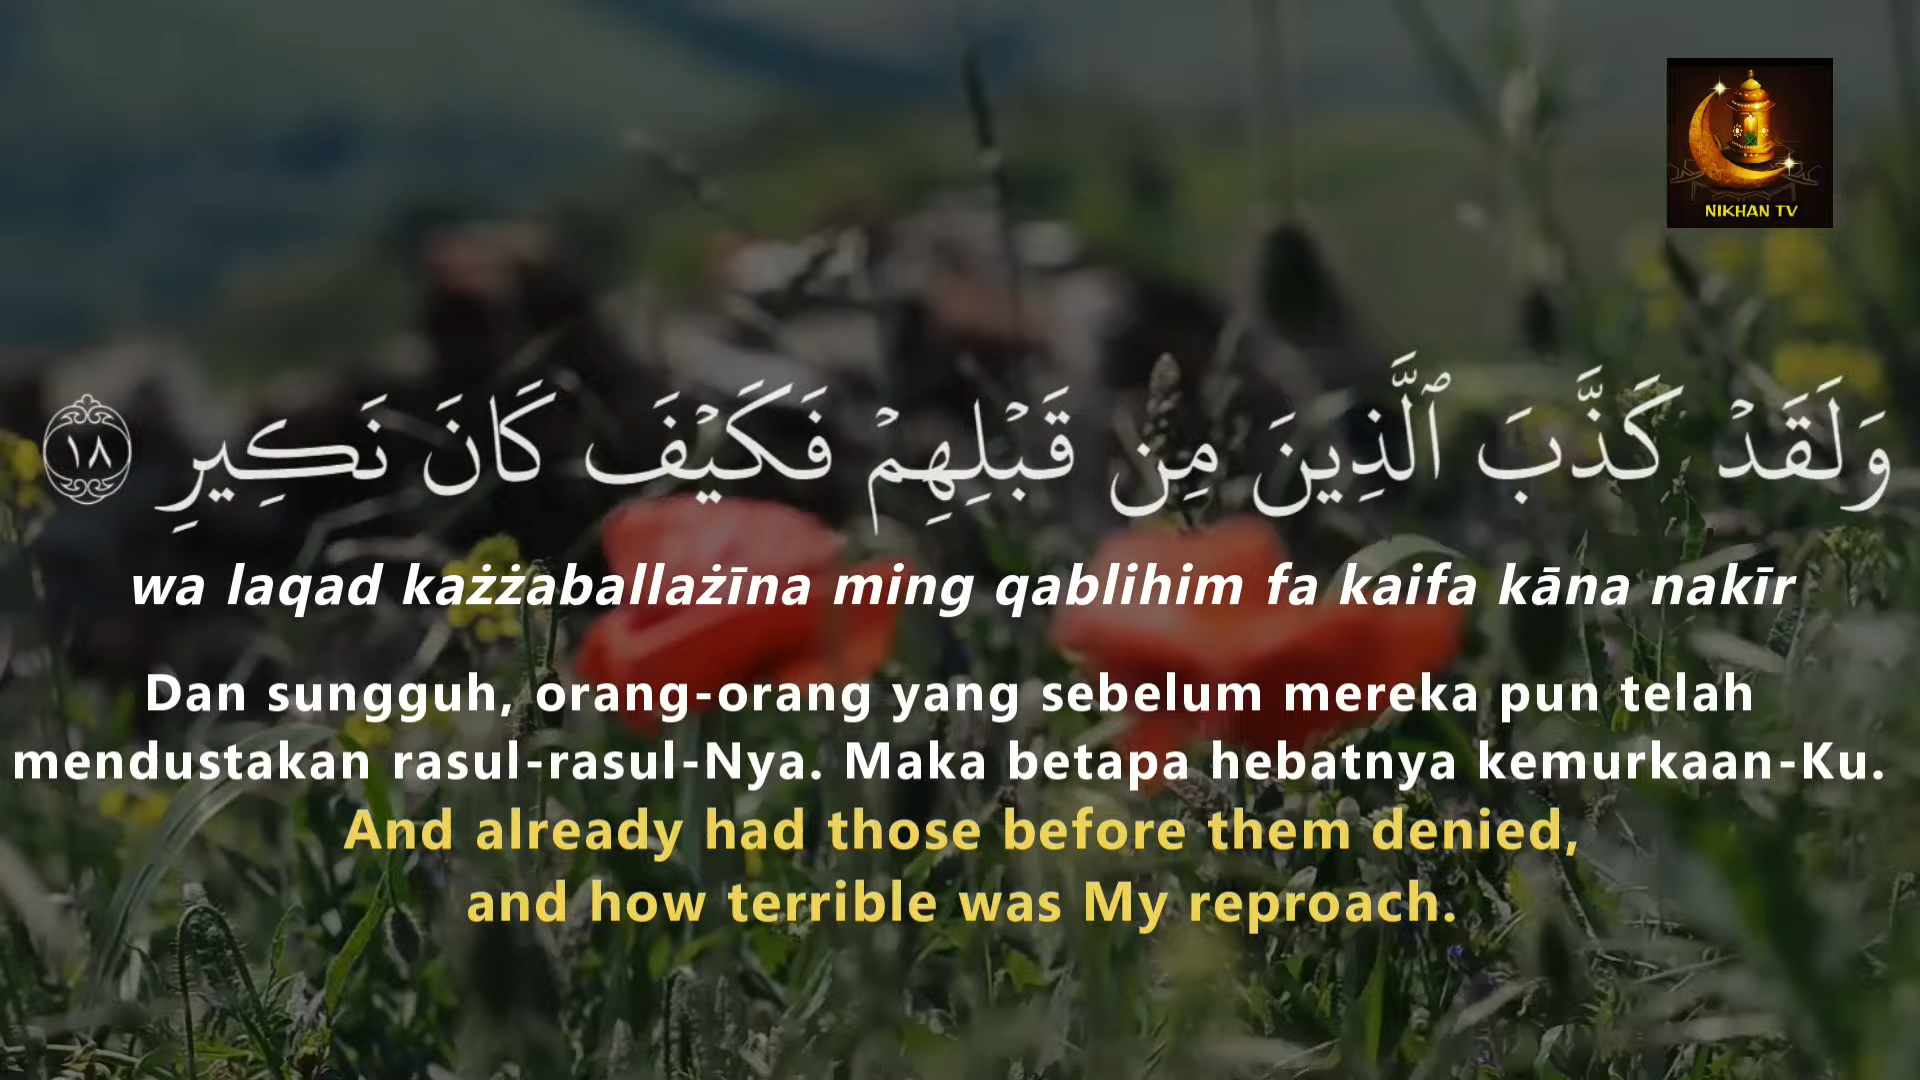 NIKHAN TV
وَلَقَدْ كَذَّبَ ٱلَّذِينَ مِن قَبْلِهِمْ فَكَيْفَ كَانَ نَكِيرِ ١٨
wa laqad każżaballażīna ming qablihim fa kaifa kāna nakīr
Dan sungguh, orang-orang yang sebelum mereka pun telah
mendustakan rasul-rasul-Nya. Maka betapa hebatnya kemurkaan-Ku.
And already had those before them denied,
and how terrible was My reproach.